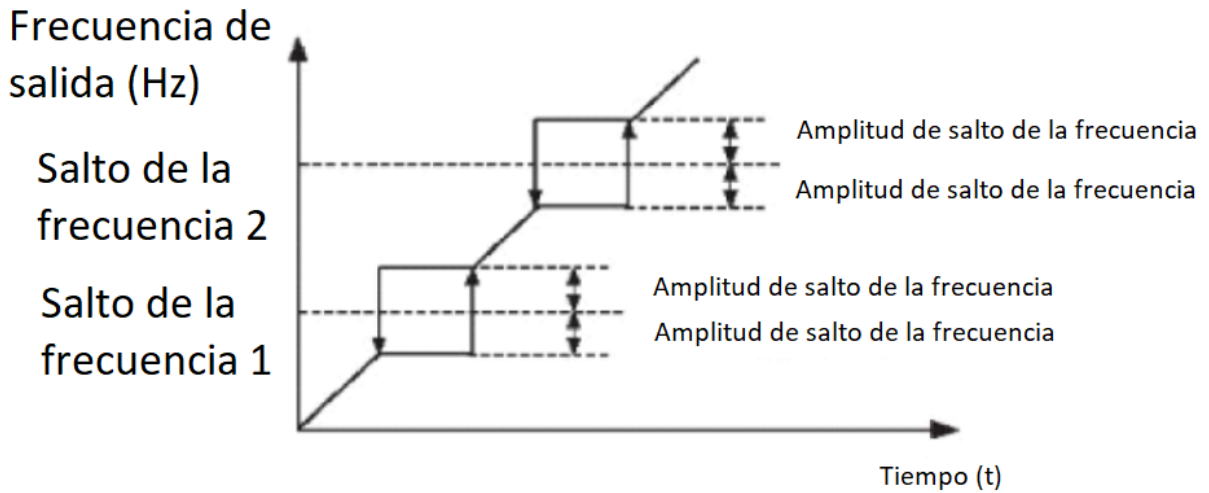 Frecuencia de
salida (Hz)
Amplitud de salto de la frecuencia
Salto de la
frecuencia 2
Amplitud de salto de la frecuencia
Salto de la
frecuencia 1
Amplitud de salto de la frecuencia
Amplitud de salto de la frecuencia
Tiempo (t)